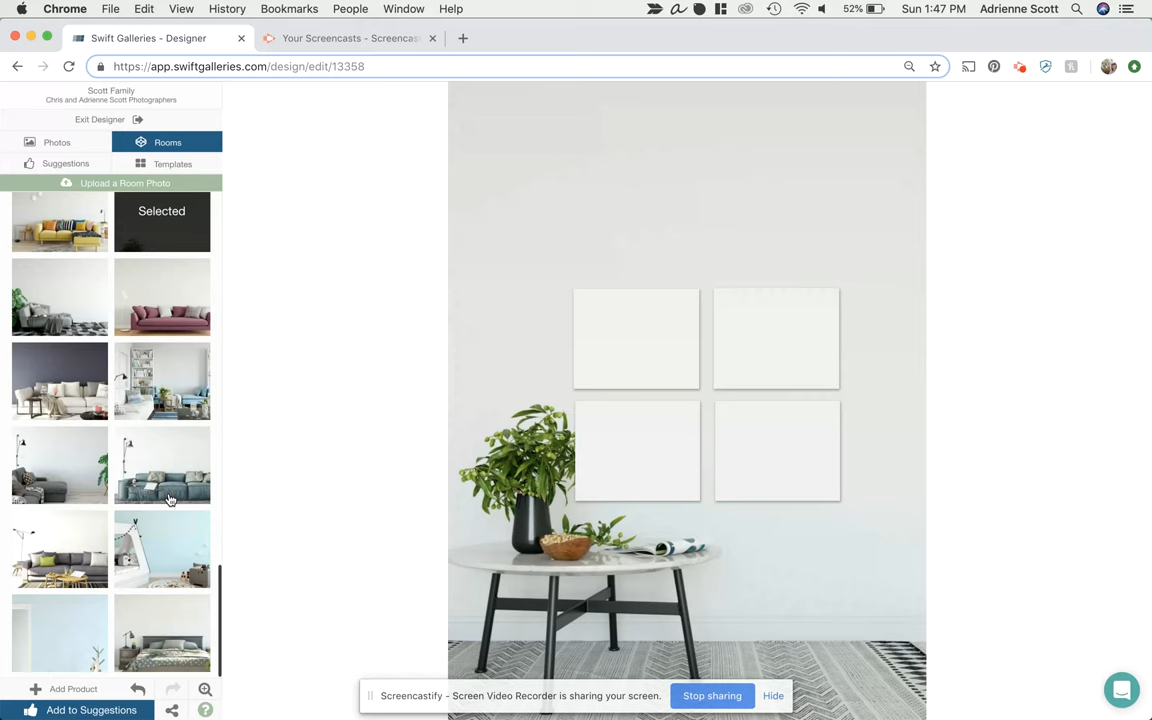 Chrome File Edit View History Bookmarks People Window Help 52% Sun 1:47 PM Adrienne Scott
Swift Galleries - Designer Your Screencasts - Screencas
https://app.swiftgalleries.com/design/edit/13358
Scott Family
Chris and Adrienne Scott Photographers
Exit Designer
Photos Rooms
Suggestions Templates
Upload a Room Photo
Selected
Add Product
Add to Suggestions
Screencastify - Screen Video Recorder is sharing your screen. Stop sharing Hide